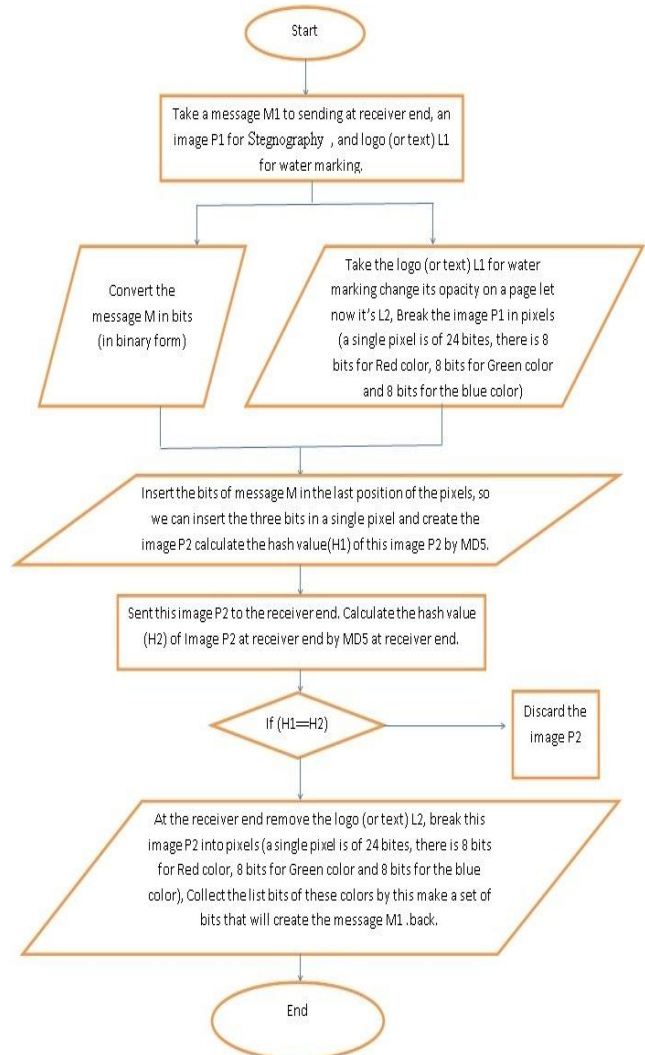 Start
Take a message M1 to sending at receiver end, an
image P1 for Stegnography , and logo (or text) L1
for water marking.
Convert the
message M in bits
(in binary form)
Take the logo (or text) L1 for water
marking change its opacity on a page let
now it's L2, Break the image P1 in pixels
(a single pixel is of 24 bites, there is 8
bits for Red color, 8 bits for Green color
and 8 bits for the blue color)
Insert the bits of message M in the last position of the pixels, so
we can insert the three bits in a single pixel and create the
image P2 calculate the hash value(H1) of this image P2 by MD5.
Sent this image P2 to the receiver end. Calculate the hash value
(H2) of Image P2 at receiver end by MD5 at receiver end.
If (H1==H2)
Discard the
image P2
At the receiver end remove the logo (or text) L2, break this
image P2 into pixels (a single pixel is of 24 bites, there is 8 bits
for Red color, 8 bits for Green color and 8 bits for the blue
color), Collect the list bits of these colors by this make a set of
bits that will create the message M1 .back.
End